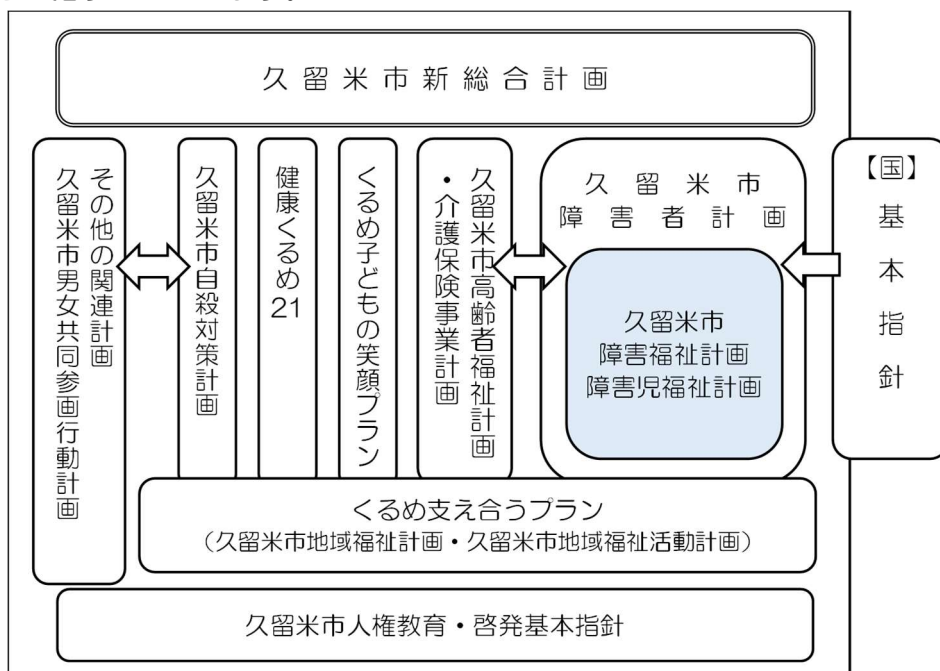 久留米市新総合計画
その他の関連計画
久留米市男女共同参画行動計画
久留米市自殺対策計画
健康くるめ21
くるめ子どもの笑顔プラン
久留米市高齢者福祉計画
・介護保険事業計画
久留米市
障害者計画
久留米市
障害福祉計画
障害児福祉計画
【国】基本指針
くるめ支え合うプラン
（久留米市地域福祉計画・久留米市地域福祉活動計画）
久留米市人権教育・啓発基本指針